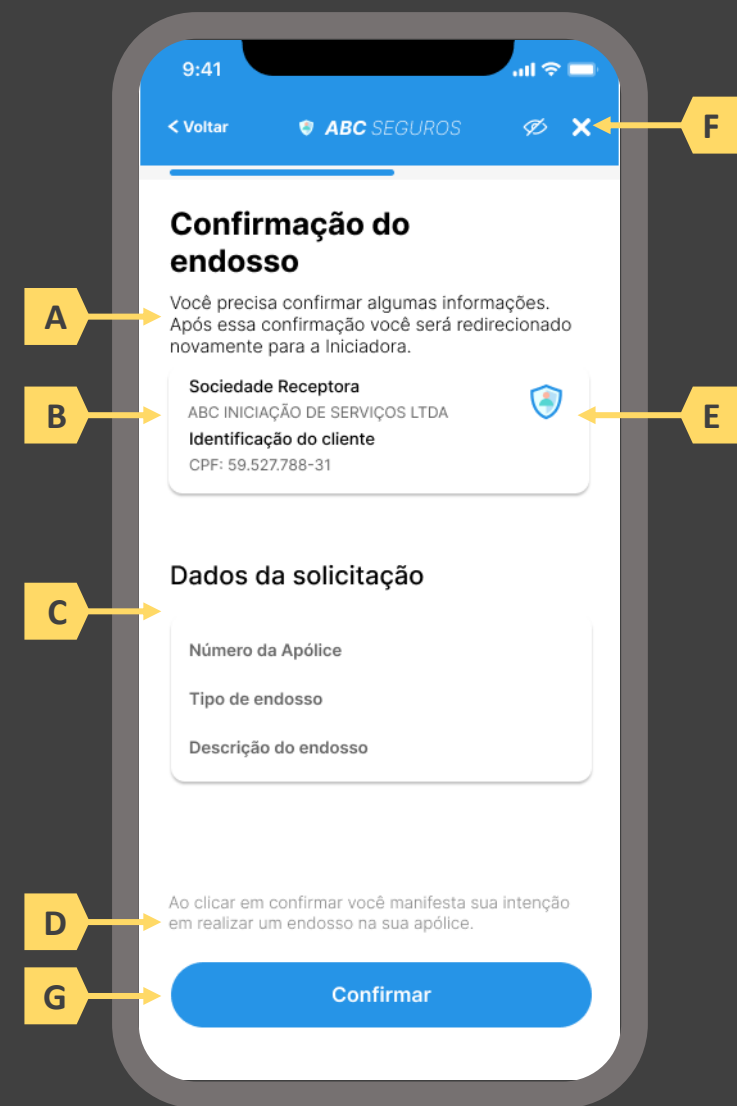 9:41
< Voltar
ABC SEGUROS
F
Confirmação do
endosso
A
Você precisa confirmar algumas informações.
Após essa confirmação você será redirecionado
novamente para a Iniciadora.
B
Sociedade Receptora
ABC INICIAÇÃO DE SERVIÇOS LTDA
Identificação do cliente
CPF: 59.527.788-31
E
Dados da solicitação
C
Número da Apólice
Tipo de endosso
Descrição do endosso
D
Ao clicar em confirmar você manifesta sua intenção
em realizar um endosso na sua apólice.
G
Confirmar